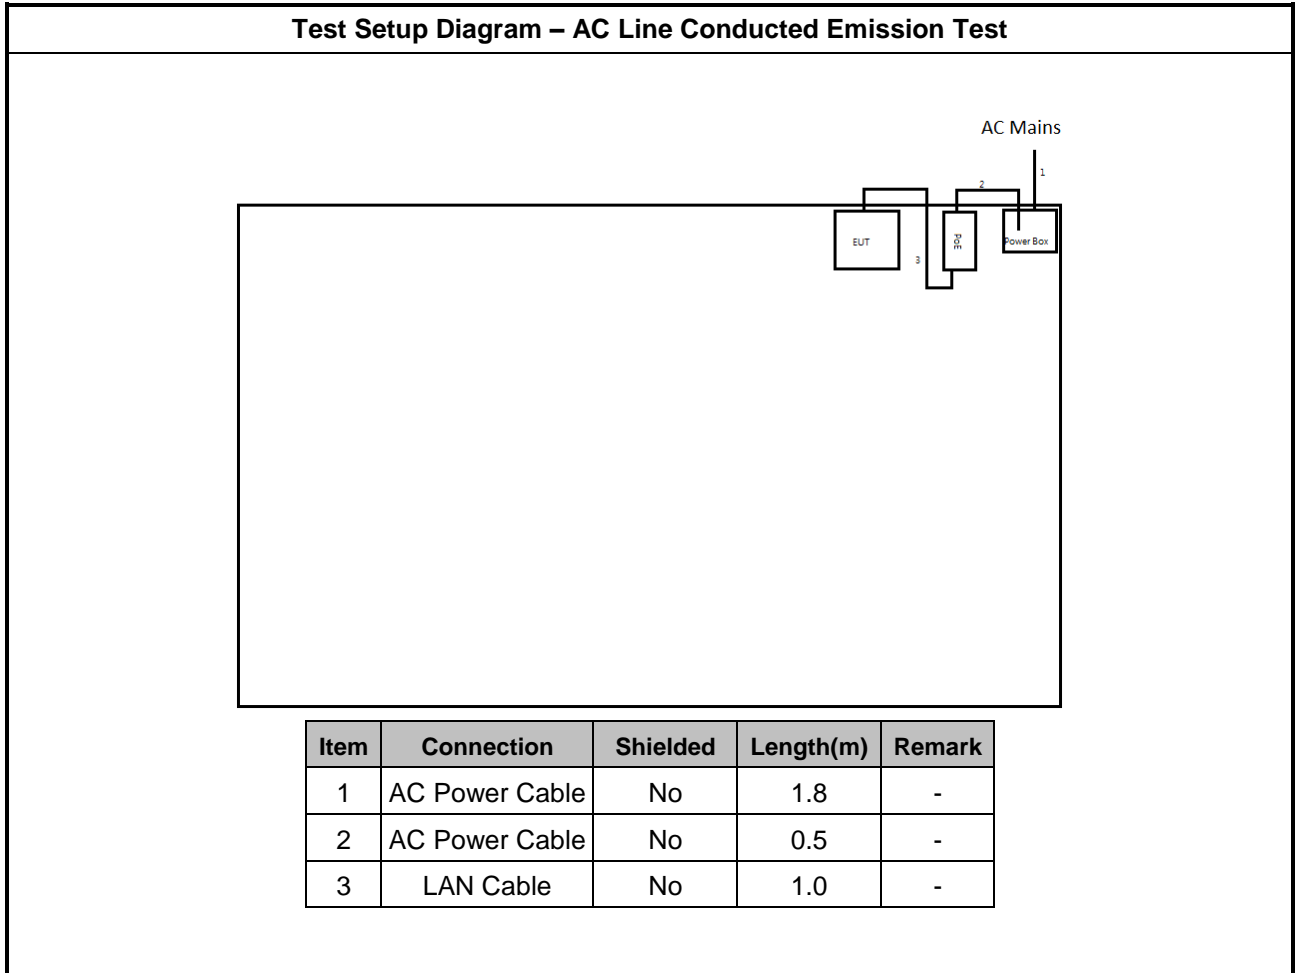 Test Setup Diagram – AC Line Conducted Emission Test
AC Mains
1
2
EUT
PoE
Power Box
3
Item Connection Shielded Length(m) Remark
1 AC Power Cable No 1.8 -
2 AC Power Cable No 0.5 -
3 LAN Cable No 1.0 -